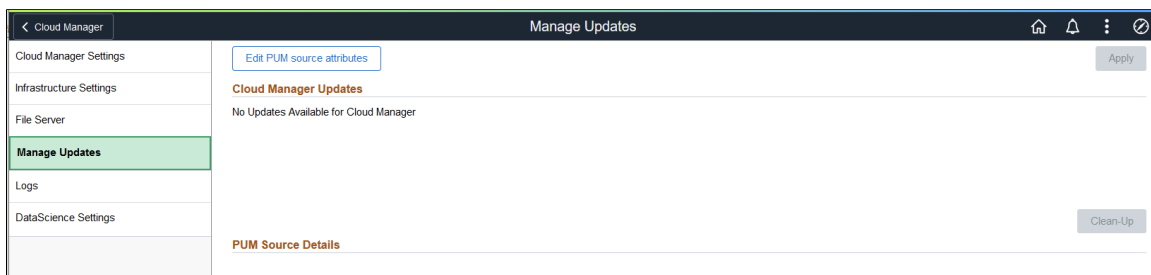 Cloud Manager
Manage Updates
Cloud Manager Settings
Infrastructure Settings
File Server
Manage Updates
Logs
DataScience Settings
Edit PUM source attributes
Apply
Cloud Manager Updates
No Updates Available for Cloud Manager
Clean-Up
PUM Source Details